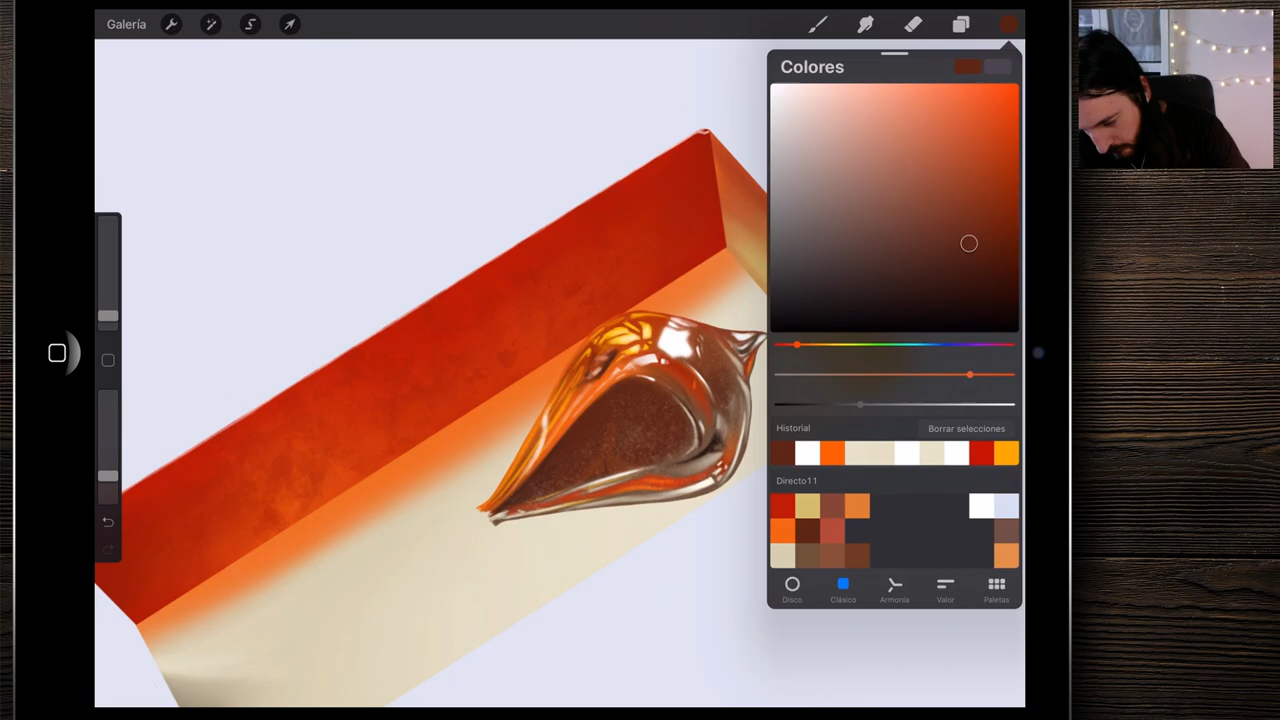 Galería
Colores
Historial
Borrar selecciones
Directo11
Disco
Clásico
Armonía
Valor
Paletas